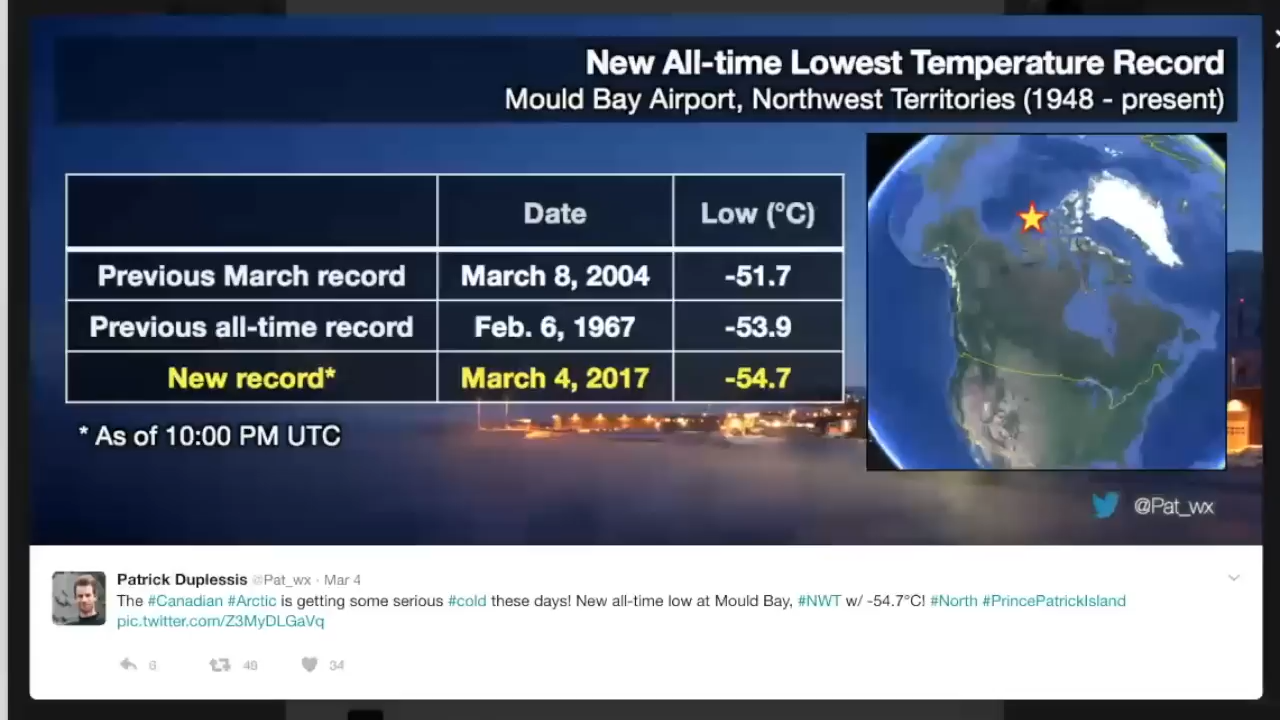 New All-time Lowest Temperature Record
Mould Bay Airport, Northwest Territories (1948 - present)
Date Low (°C)
Previous March record March 8, 2004 -51.7
Previous all-time record Feb. 6, 1967 -53.9
New record* March 4, 2017 -54.7
* As of 10:00 PM UTC
@Pat_wx
Patrick Duplessis @Pat_wx · Mar 4
The #Canadian #Arctic is getting some serious #cold these days! New all-time low at Mould Bay, #NWT w/ -54.7°C! #North #PrincePatrickIsland
pic.twitter.com/Z3MyDLGaVq
6 49 34